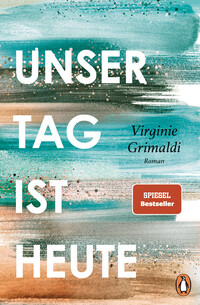 UNSER
TAG
Virginie
Grimaldi
Roman
IST
SPIEGEL
Bestseller
HEUTE